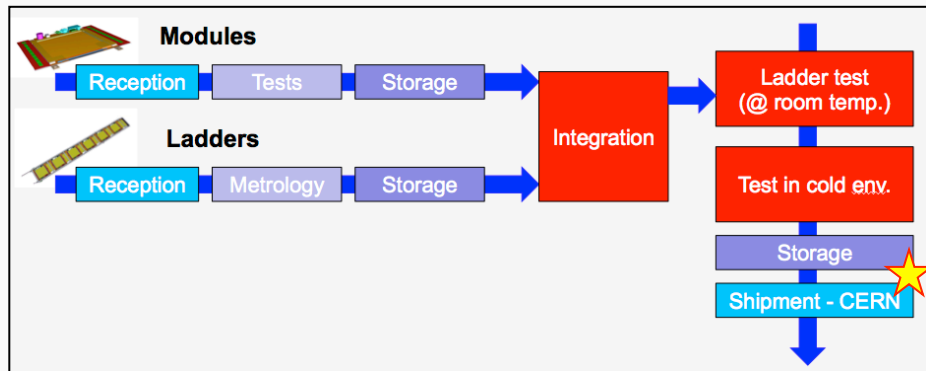 Modules
Reception
Tests
Storage
Ladders
Reception
Metrology
Storage
Integration
Ladder test
(@ room temp.)
Test in cold env.
Storage
Shipment - CERN